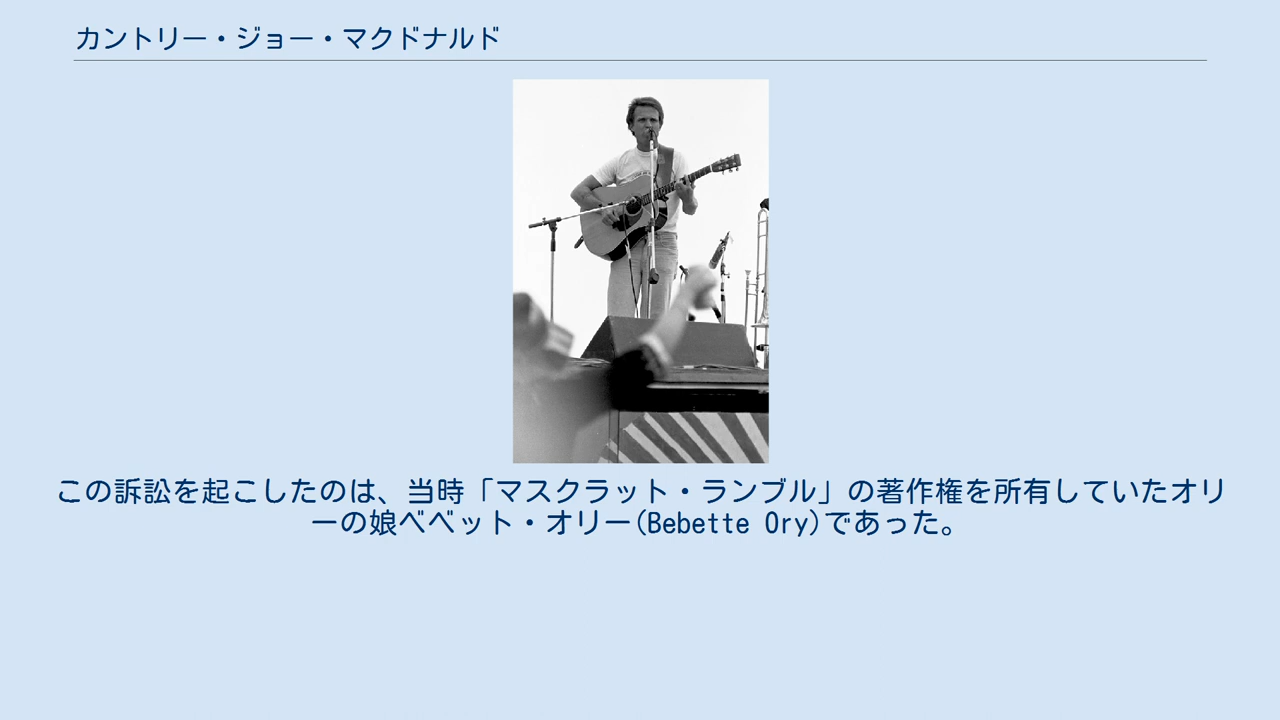 カントリー・ジョー・マクドナルド
この訴訟を起こしたのは、当時「マスクラット・ランブル」の著作権を所有していたオリ
ーの娘ベベット・オリー(Bebette Ory)であった。